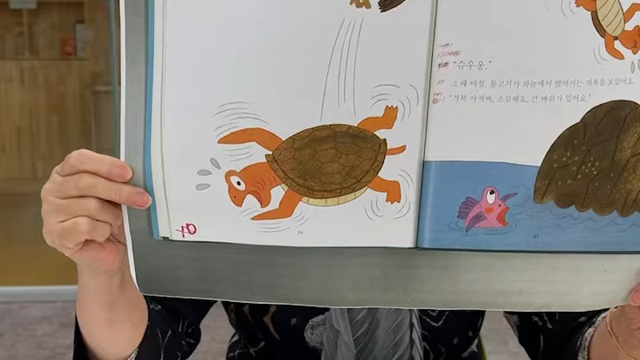 "슈우웅."
그 때 마침, 물고기가 하늘에서 떨어지는 거북을 보았어요.
"거북 아저씨, 조심해요. 큰 바위가 있어요."
26
27